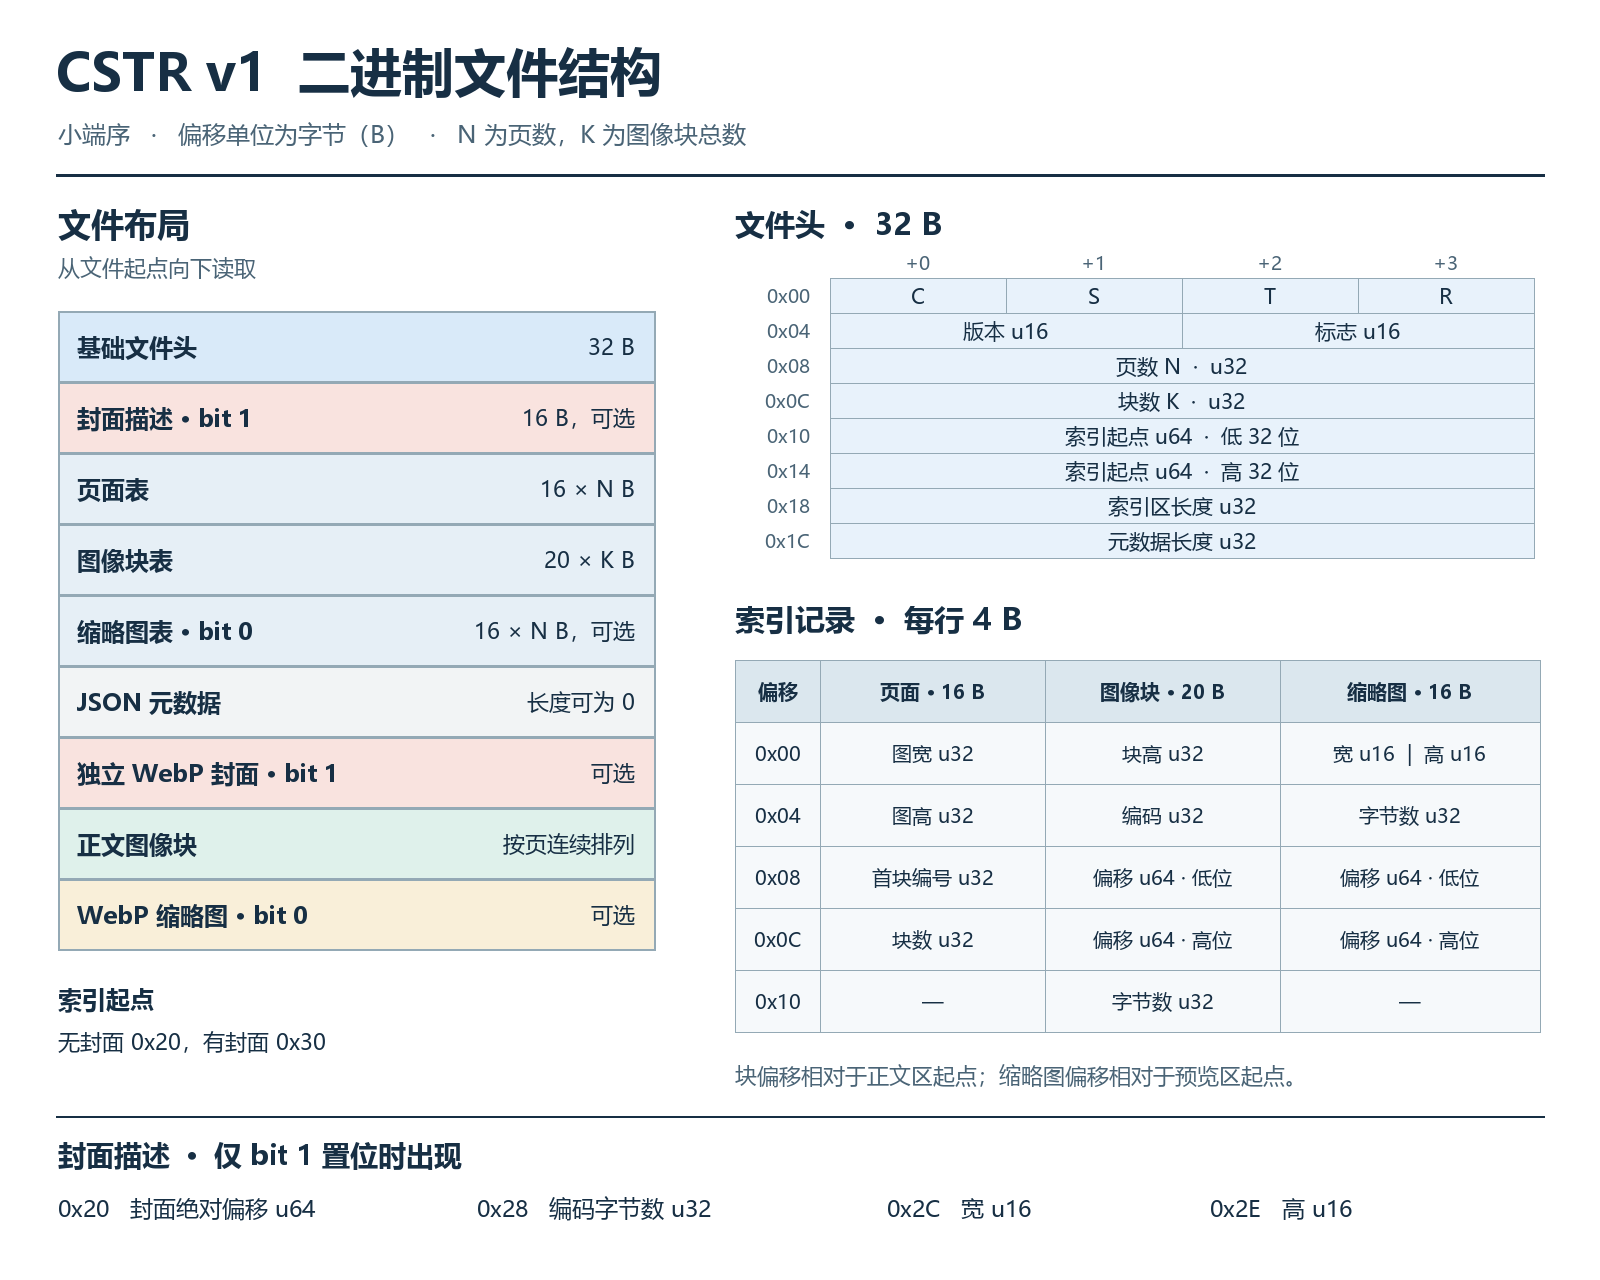 CSTR v1 二进制文件结构
小端序 · 偏移单位为字节（B） · N 为页数，K 为图像块总数
文件布局
从文件起点向下读取
基础文件头 32 B
封面描述 • bit 1 16 B，可选
页面表 16 × N B
图像块表 20 × K B
缩略图表 • bit 0 16 × N B，可选
JSON 元数据 长度可为 0
独立 WebP 封面 • bit 1 可选
正文图像块 按页连续排列
WebP 缩略图 • bit 0 可选
索引起点
无封面 0x20，有封面 0x30
文件头 • 32 B
+0 +1 +2 +3
0x00 C S T R
0x04 版本 u16 标志 u16
0x08 页数 N · u32
0x0C 块数 K · u32
0x10 索引起点 u64 · 低 32 位
0x14 索引起点 u64 · 高 32 位
0x18 索引区长度 u32
0x1C 元数据长度 u32
索引记录 • 每行 4 B
偏移 页面 • 16 B 图像块 • 20 B 缩略图 • 16 B
0x00 图宽 u32 块高 u32 宽 u16 | 高 u16
0x04 图高 u32 编码 u32 字节数 u32
0x08 首块编号 u32 偏移 u64 · 低位 偏移 u64 · 低位
0x0C 块数 u32 偏移 u64 · 高位 偏移 u64 · 高位
0x10 — 字节数 u32 —
块偏移相对于正文区起点；缩略图偏移相对于预览区起点。
封面描述 • 仅 bit 1 置位时出现
0x20 封面绝对偏移 u64 0x28 编码字节数 u32 0x2C 宽 u16 0x2E 高 u16